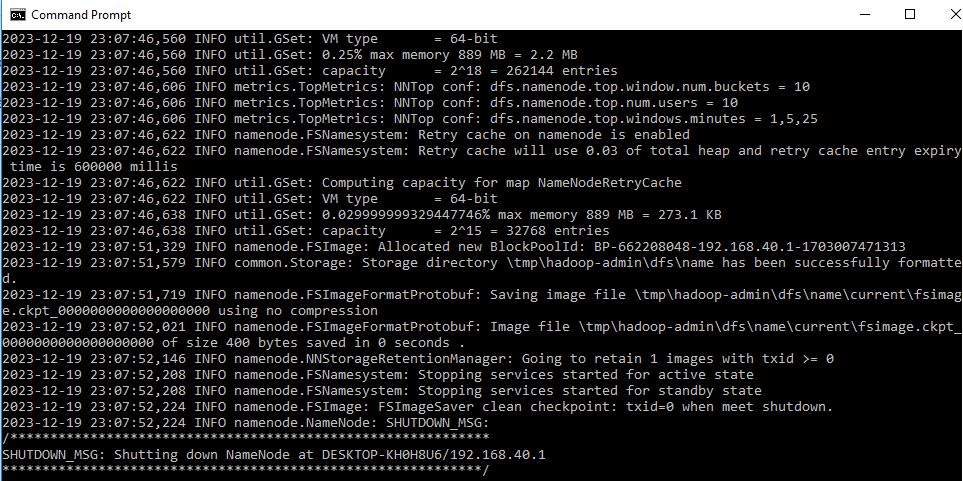 Command Prompt
2023-12-19 23:07:46,560 INFO util.GSet: VM type       = 64-bit
2023-12-19 23:07:46,560 INFO util.GSet: 0.25% max memory 889 MB = 2.2 MB
2023-12-19 23:07:46,560 INFO util.GSet: capacity      = 2^18 = 262144 entries
2023-12-19 23:07:46,606 INFO metrics.TopMetrics: NNTop conf: dfs.namenode.top.window.num.buckets = 10
2023-12-19 23:07:46,606 INFO metrics.TopMetrics: NNTop conf: dfs.namenode.top.num.users = 10
2023-12-19 23:07:46,606 INFO metrics.TopMetrics: NNTop conf: dfs.namenode.top.windows.minutes = 1,5,25
2023-12-19 23:07:46,622 INFO namenode.FSNamesystem: Retry cache on namenode is enabled
2023-12-19 23:07:46,622 INFO namenode.FSNamesystem: Retry cache will use 0.03 of total heap and retry cache entry expiry
 time is 600000 millis
2023-12-19 23:07:46,622 INFO util.GSet: Computing capacity for map NameNodeRetryCache
2023-12-19 23:07:46,622 INFO util.GSet: VM type       = 64-bit
2023-12-19 23:07:46,638 INFO util.GSet: 0.029999999329447746% max memory 889 MB = 273.1 KB
2023-12-19 23:07:46,638 INFO util.GSet: capacity      = 2^15 = 32768 entries
2023-12-19 23:07:51,329 INFO namenode.FSImage: Allocated new BlockPoolId: BP-662208048-192.168.40.1-1703007471313
2023-12-19 23:07:51,579 INFO common.Storage: Storage directory \tmp\hadoop-admin\dfs\name has been successfully formatte
d.
2023-12-19 23:07:51,719 INFO namenode.FSImageFormatProtobuf: Saving image file \tmp\hadoop-admin\dfs\name\current\fsimag
e.ckpt_0000000000000000000 using no compression
2023-12-19 23:07:52,021 INFO namenode.FSImageFormatProtobuf: Image file \tmp\hadoop-admin\dfs\name\current\fsimage.ckpt_
0000000000000000000 of size 400 bytes saved in 0 seconds .
2023-12-19 23:07:52,146 INFO namenode.NNStorageRetentionManager: Going to retain 1 images with txid >= 0
2023-12-19 23:07:52,208 INFO namenode.FSNamesystem: Stopping services started for active state
2023-12-19 23:07:52,208 INFO namenode.FSNamesystem: Stopping services started for standby state
2023-12-19 23:07:52,224 INFO namenode.FSImage: FSImageSaver clean checkpoint: txid=0 when meet shutdown.
2023-12-19 23:07:52,224 INFO namenode.NameNode: SHUTDOWN_MSG:
/************************************************************
SHUTDOWN_MSG: Shutting down NameNode at DESKTOP-KH0H8U6/192.168.40.1
************************************************************/